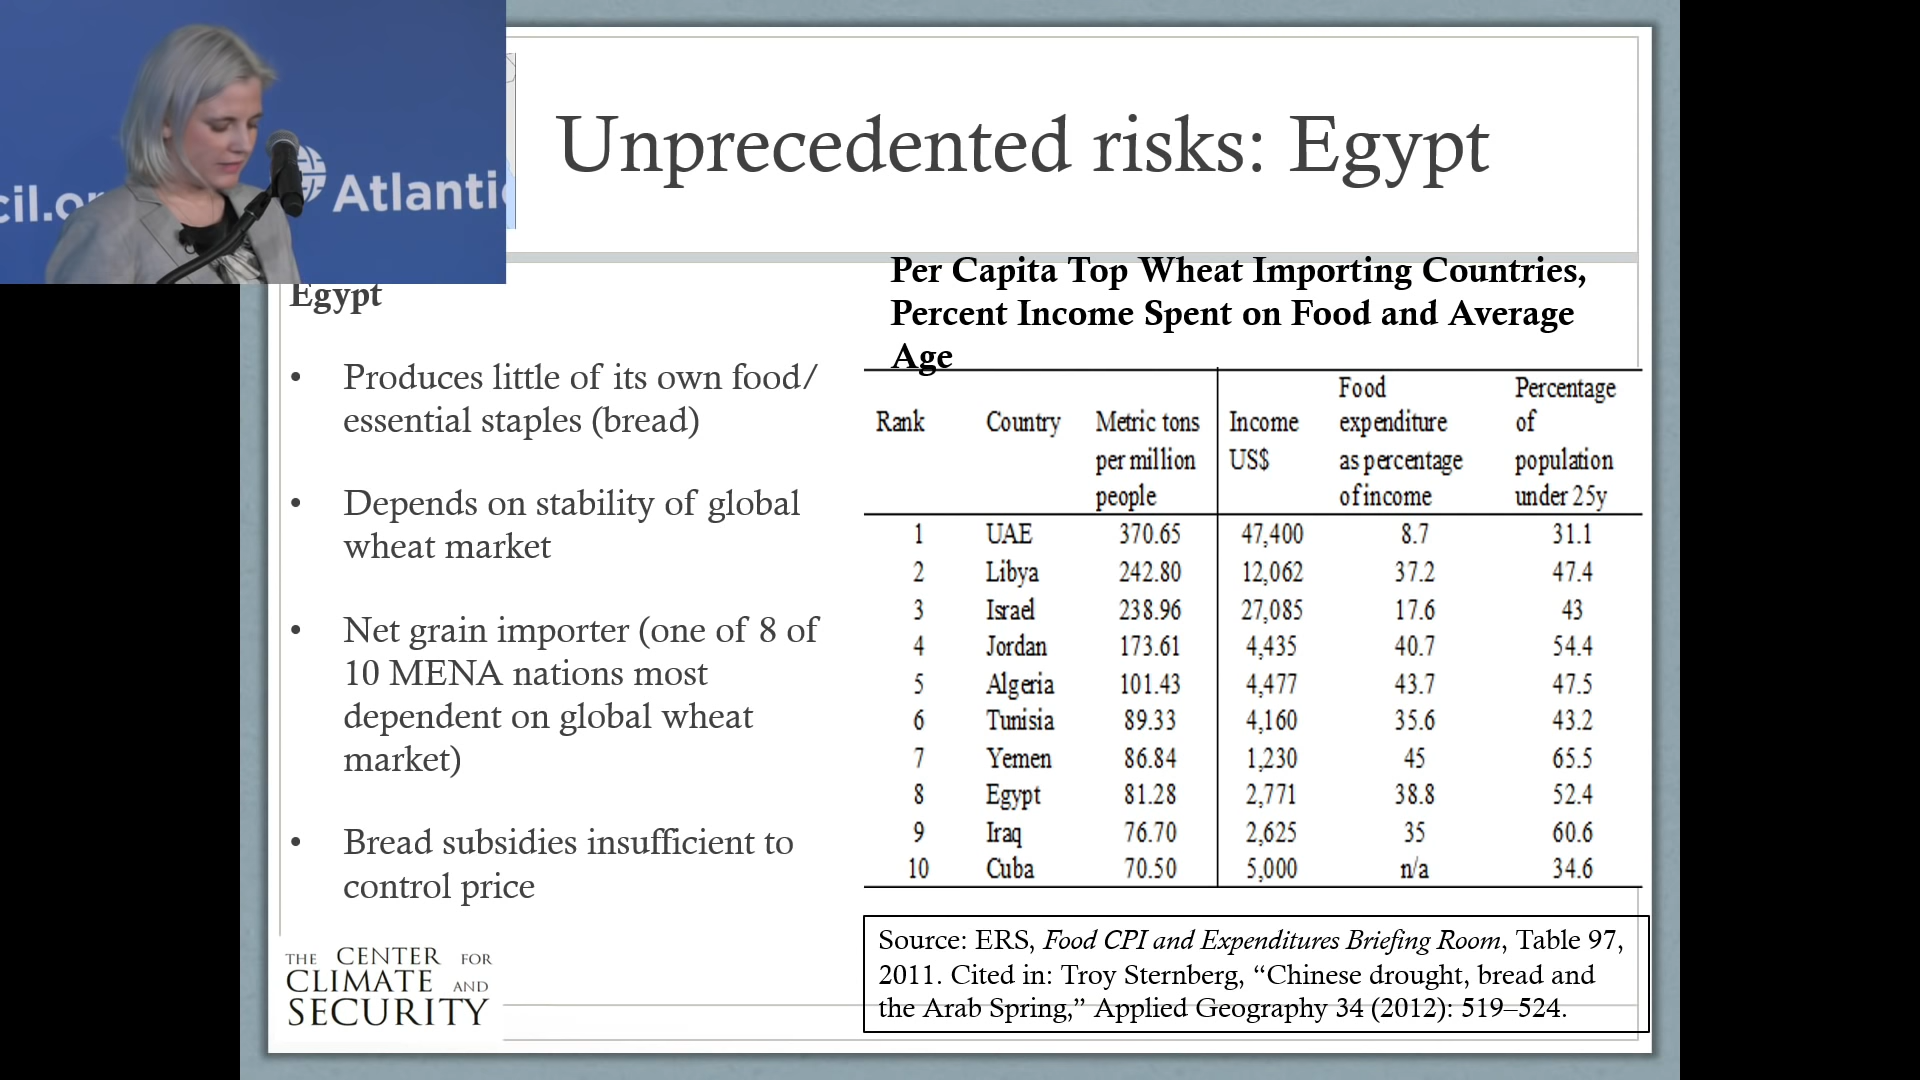 cil.or
Atlantic
Unprecedented risks: Egypt
Egypt
• Produces little of its own food/
essential staples (bread)
• Depends on stability of global
wheat market
• Net grain importer (one of 8 of
10 MENA nations most
dependent on global wheat
market)
• Bread subsidies insufficient to
control price
THE CENTER FOR
CLIMATE AND
SECURITY
Per Capita Top Wheat Importing Countries,
Percent Income Spent on Food and Average
Age
Rank Country Metric tons per million people Income US$ Food expenditure as percentage of income Percentage of population under 25y
1 UAE 370.65 47,400 8.7 31.1
2 Libya 242.80 12,062 37.2 47.4
3 Israel 238.96 27,085 17.6 43
4 Jordan 173.61 4,435 40.7 54.4
5 Algeria 101.43 4,477 43.7 47.5
6 Tunisia 89.33 4,160 35.6 43.2
7 Yemen 86.84 1,230 45 65.5
8 Egypt 81.28 2,771 38.8 52.4
9 Iraq 76.70 2,625 35 60.6
10 Cuba 70.50 5,000 n/a 34.6
Source: ERS, Food CPI and Expenditures Briefing Room, Table 97,
2011. Cited in: Troy Sternberg, “Chinese drought, bread and
the Arab Spring,” Applied Geography 34 (2012): 519–524.